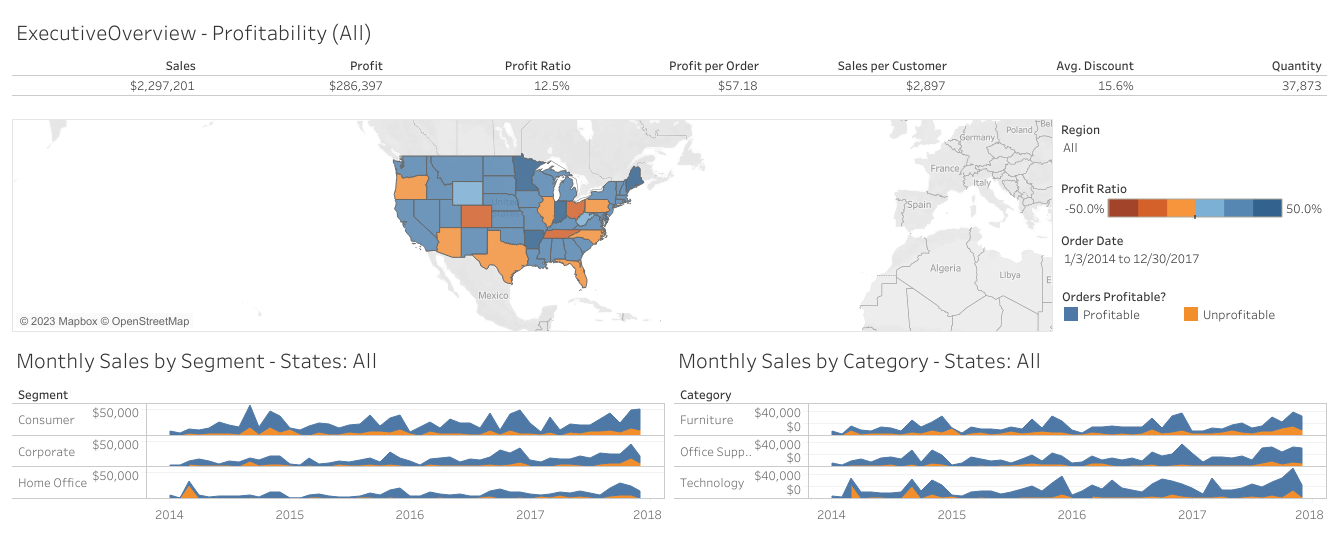 ExecutiveOverview - Profitability (All)
Sales Profit Profit Ratio Profit per Order Sales per Customer Avg. Discount Quantity
$2,297,201 $286,397 12.5% $57.18 $2,897 15.6% 37,873
United
Mexico
Germany
Poland
Bel
France
Italy
Spain
Algeria
Libya
E
© 2023 Mapbox © OpenStreetMap
Region
All
Profit Ratio
-50.0% 50.0%
Order Date
1/3/2014 to 12/30/2017
Orders Profitable?
Profitable Unprofitable
Monthly Sales by Segment - States: All
Segment
Consumer $50,000
Corporate $50,000
Home Office $50,000
2014 2015 2016 2017 2018
Monthly Sales by Category - States: All
Category
Furniture $40,000
$0
Office Supp.. $40,000
$0
Technology $40,000
$0
2014 2015 2016 2017 2018